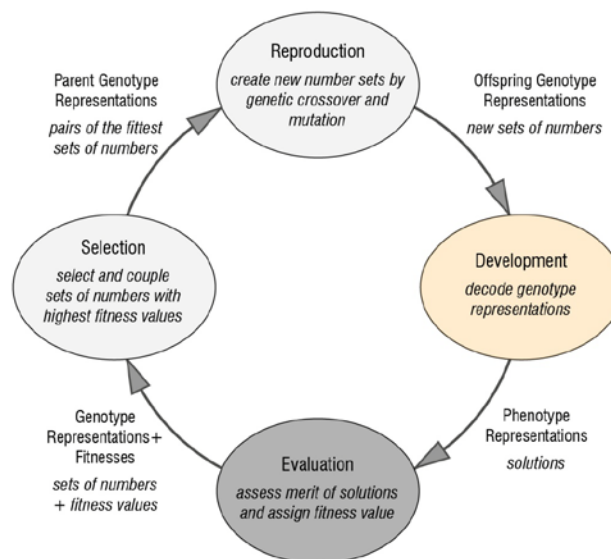 Reproduction
create new number sets by
genetic crossover and
mutation
Offspring Genotype
Representations
new sets of numbers
Development
decode genotype
representations
Phenotype
Representations
solutions
Evaluation
assess merit of solutions
and assign fitness value
Genotype
Representations+
Fitnesses
sets of numbers
+ fitness values
Selection
select and couple
sets of numbers with
highest fitness values
Parent Genotype
Representations
pairs of the fittest
sets of numbers